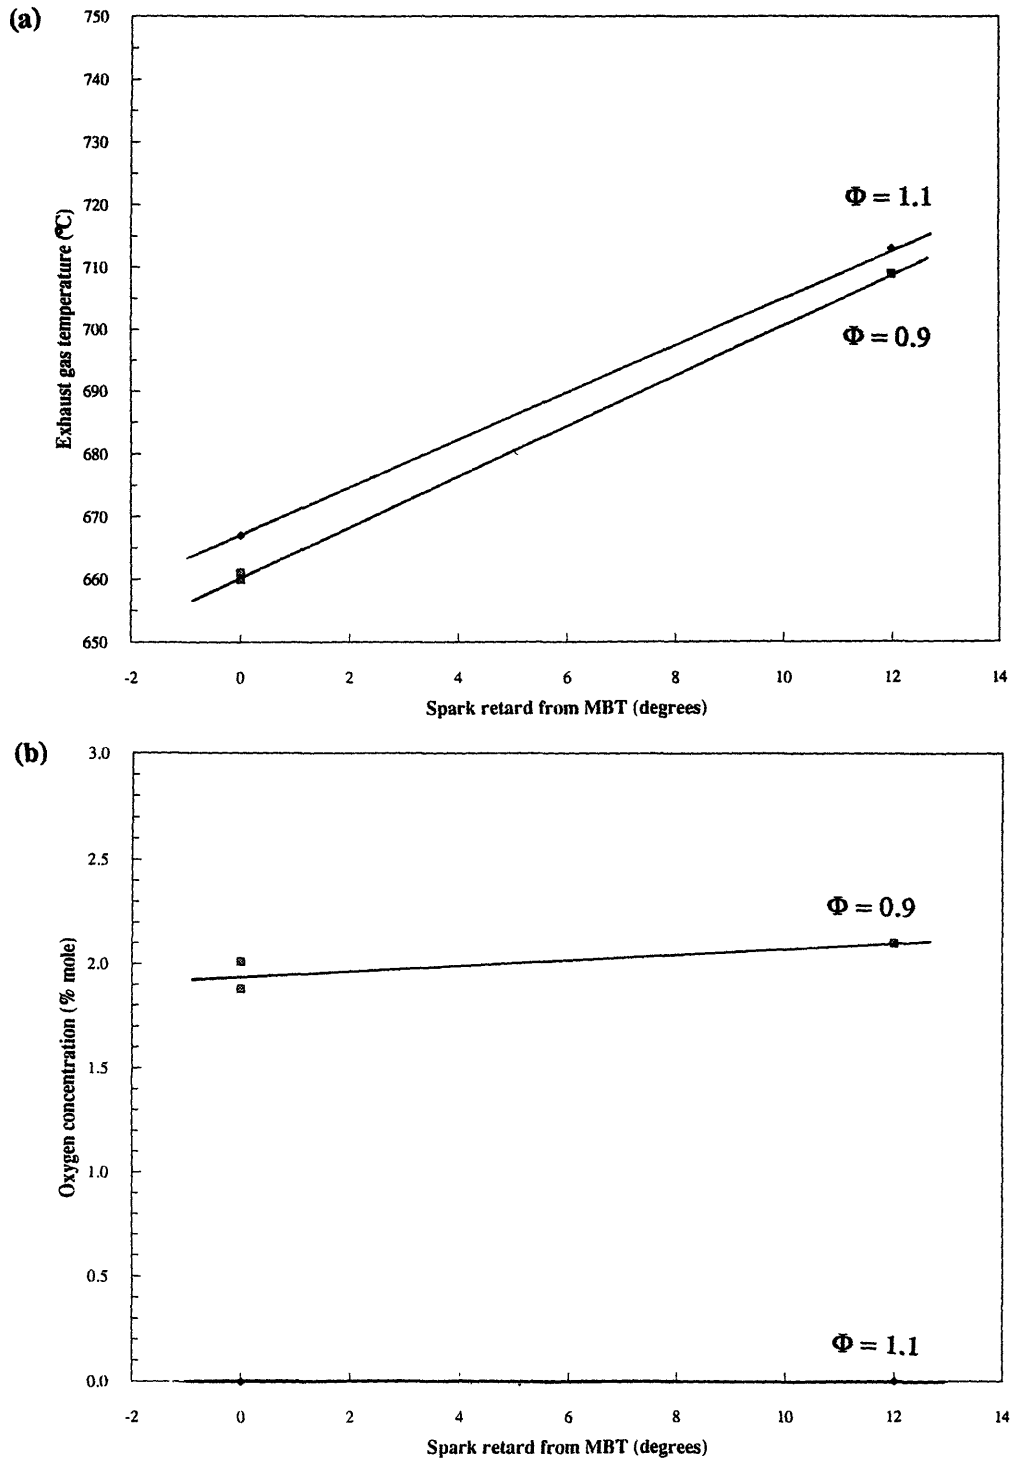 (a)
750
740
730
720
710
700
690
680
670
660
650
Exhaust gas temperature (°C)
Φ = 1.1
Φ = 0.9
-2 0 2 4 6 8 10 12 14
Spark retard from MBT (degrees)
(b)
3.0
2.5
2.0
1.5
1.0
0.5
0.0
Oxygen concentration (% mole)
Φ = 0.9
Φ = 1.1
-2 0 2 4 6 8 10 12 14
Spark retard from MBT (degrees)